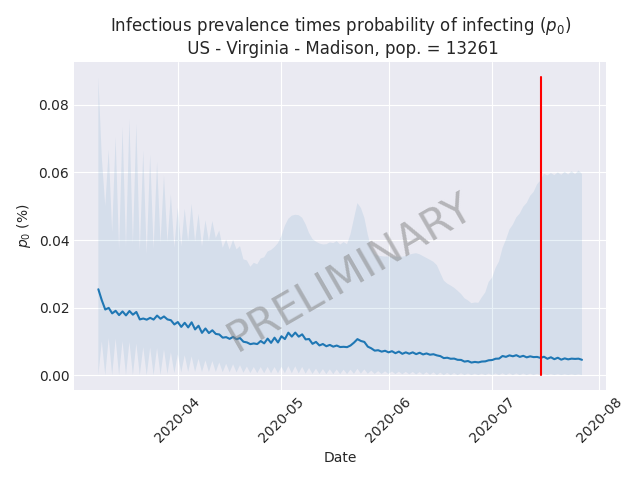 Infectious prevalence times probability of infecting (p₀)
US - Virginia - Madison, pop. = 13261
0.08
0.06
0.04
0.02
0.00
p₀ (%)
PRELIMINARY
2020-04
2020-05
2020-06
2020-07
2020-08
Date